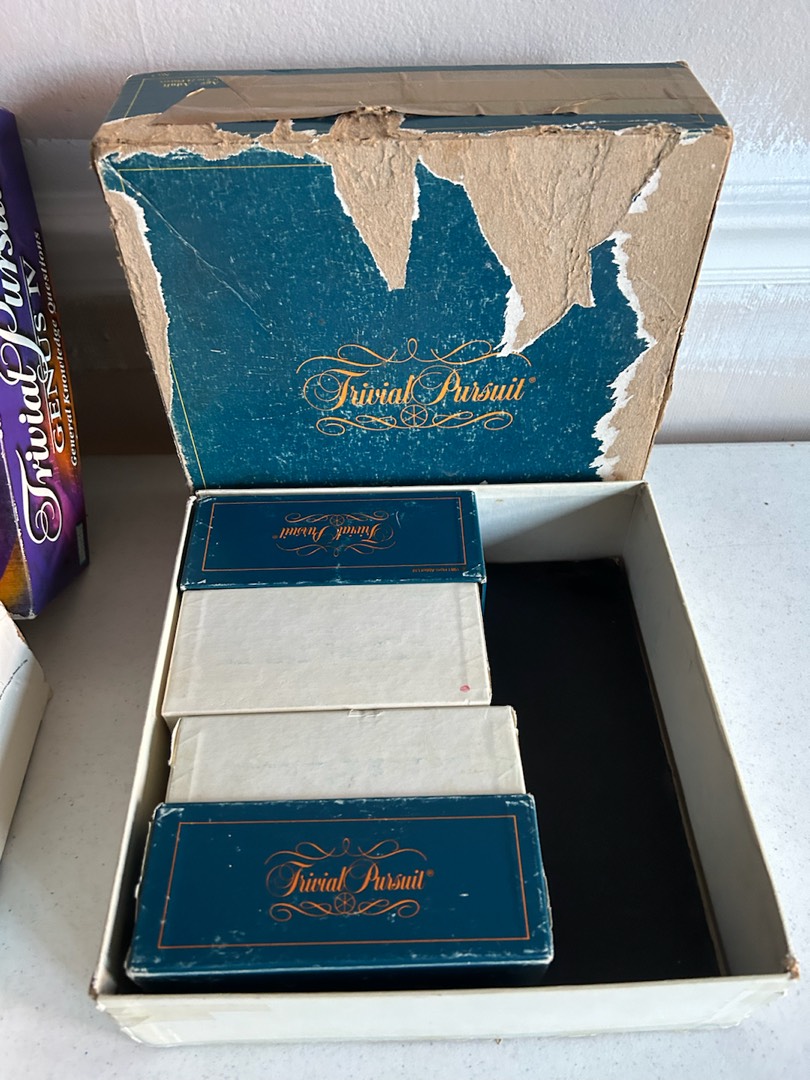 Trivial Pursuit®
Trivial Pursuit®
Trivial Pursuit®
Trivial Pursuit
GENUS IV
General Knowledge Questions